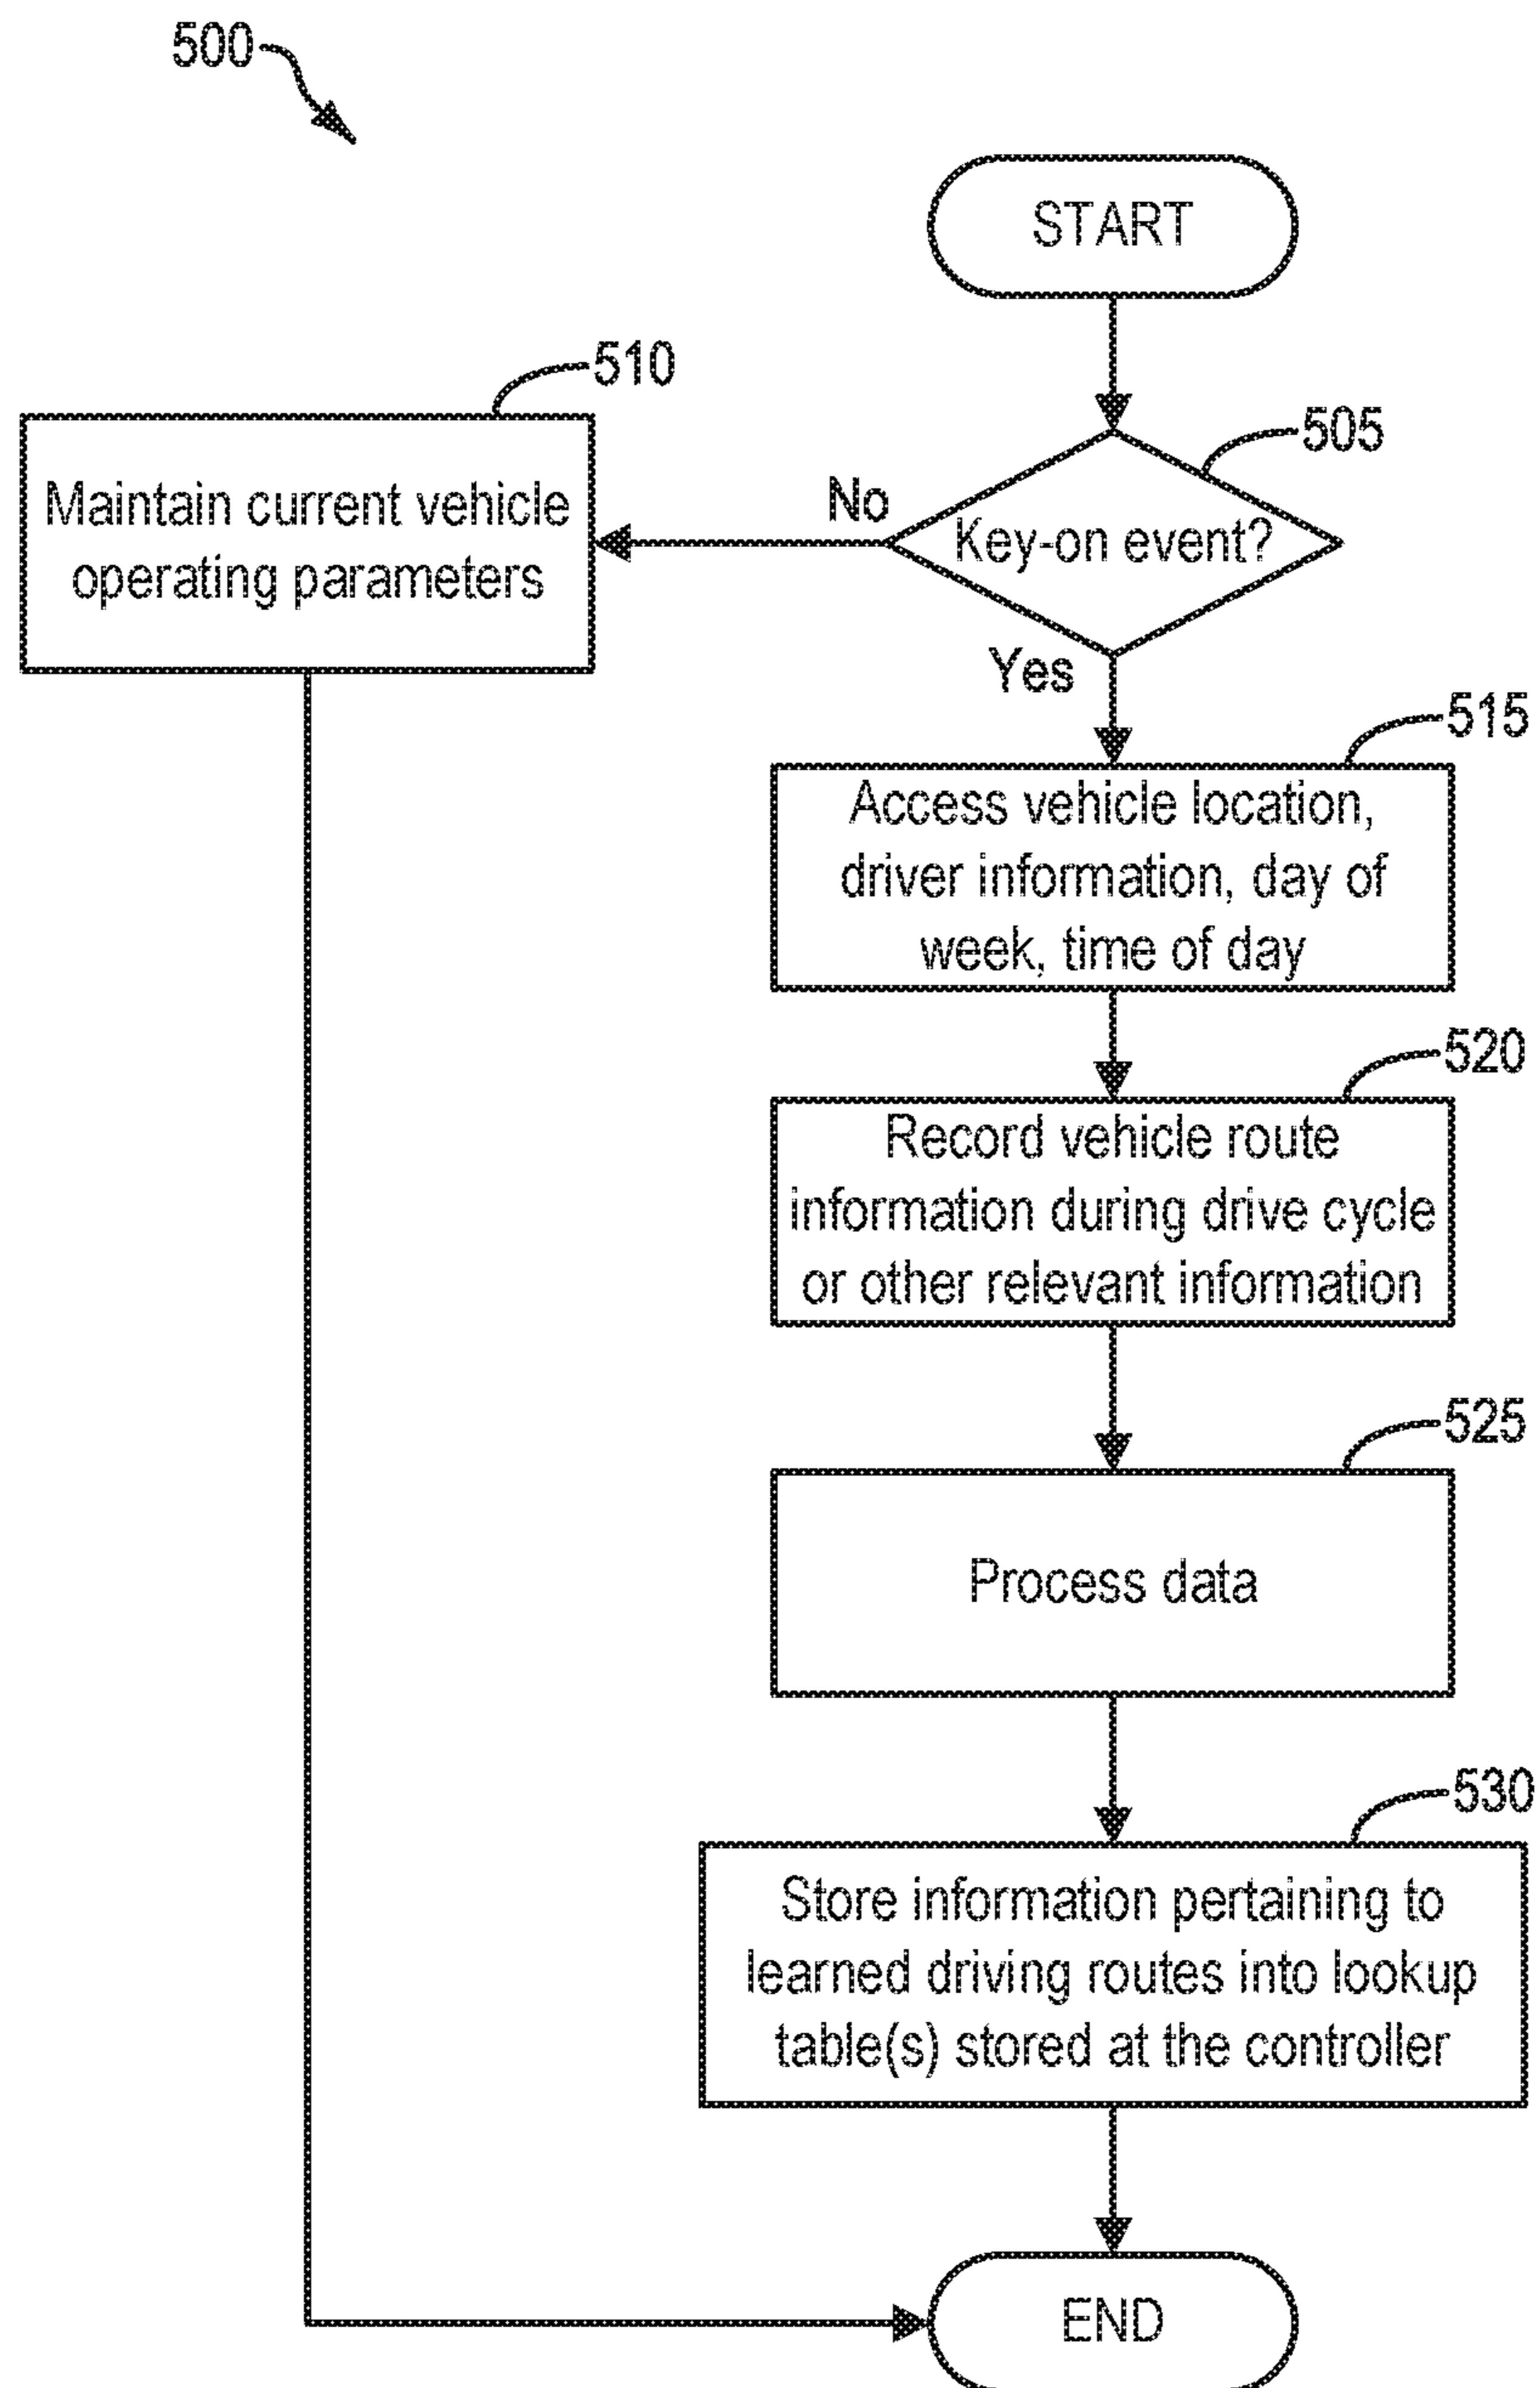 500
START
510
505
Maintain current vehicle
operating parameters
No
Key-on event?
Yes
515
Access vehicle location,
driver information, day of
week, time of day
520
Record vehicle route
information during drive cycle
or other relevant information
525
Process data
530
Store information pertaining to
learned driving routes into lookup
table(s) stored at the controller
END